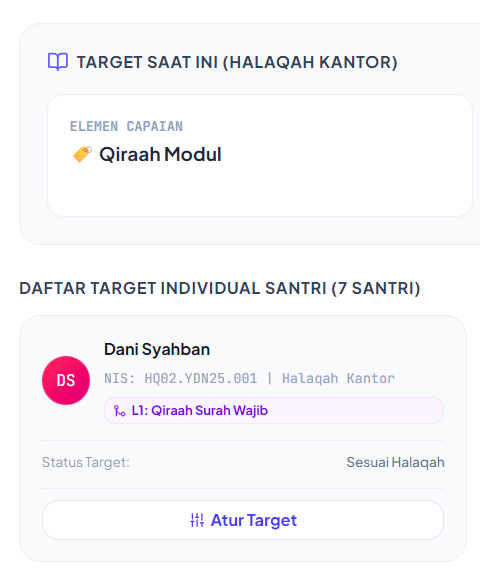 TARGET SAAT INI (HALAQAH KANTOR)
ELEMEN CAPAIAN
Qiraah Modul
DAFTAR TARGET INDIVIDUAL SANTRI (7 SANTRI)
DS
Dani Syahban
NIS: HQ02.YDN25.001 | Halaqah Kantor
L1: Qiraah Surah Wajib
Status Target: Sesuai Halaqah
Atur Target